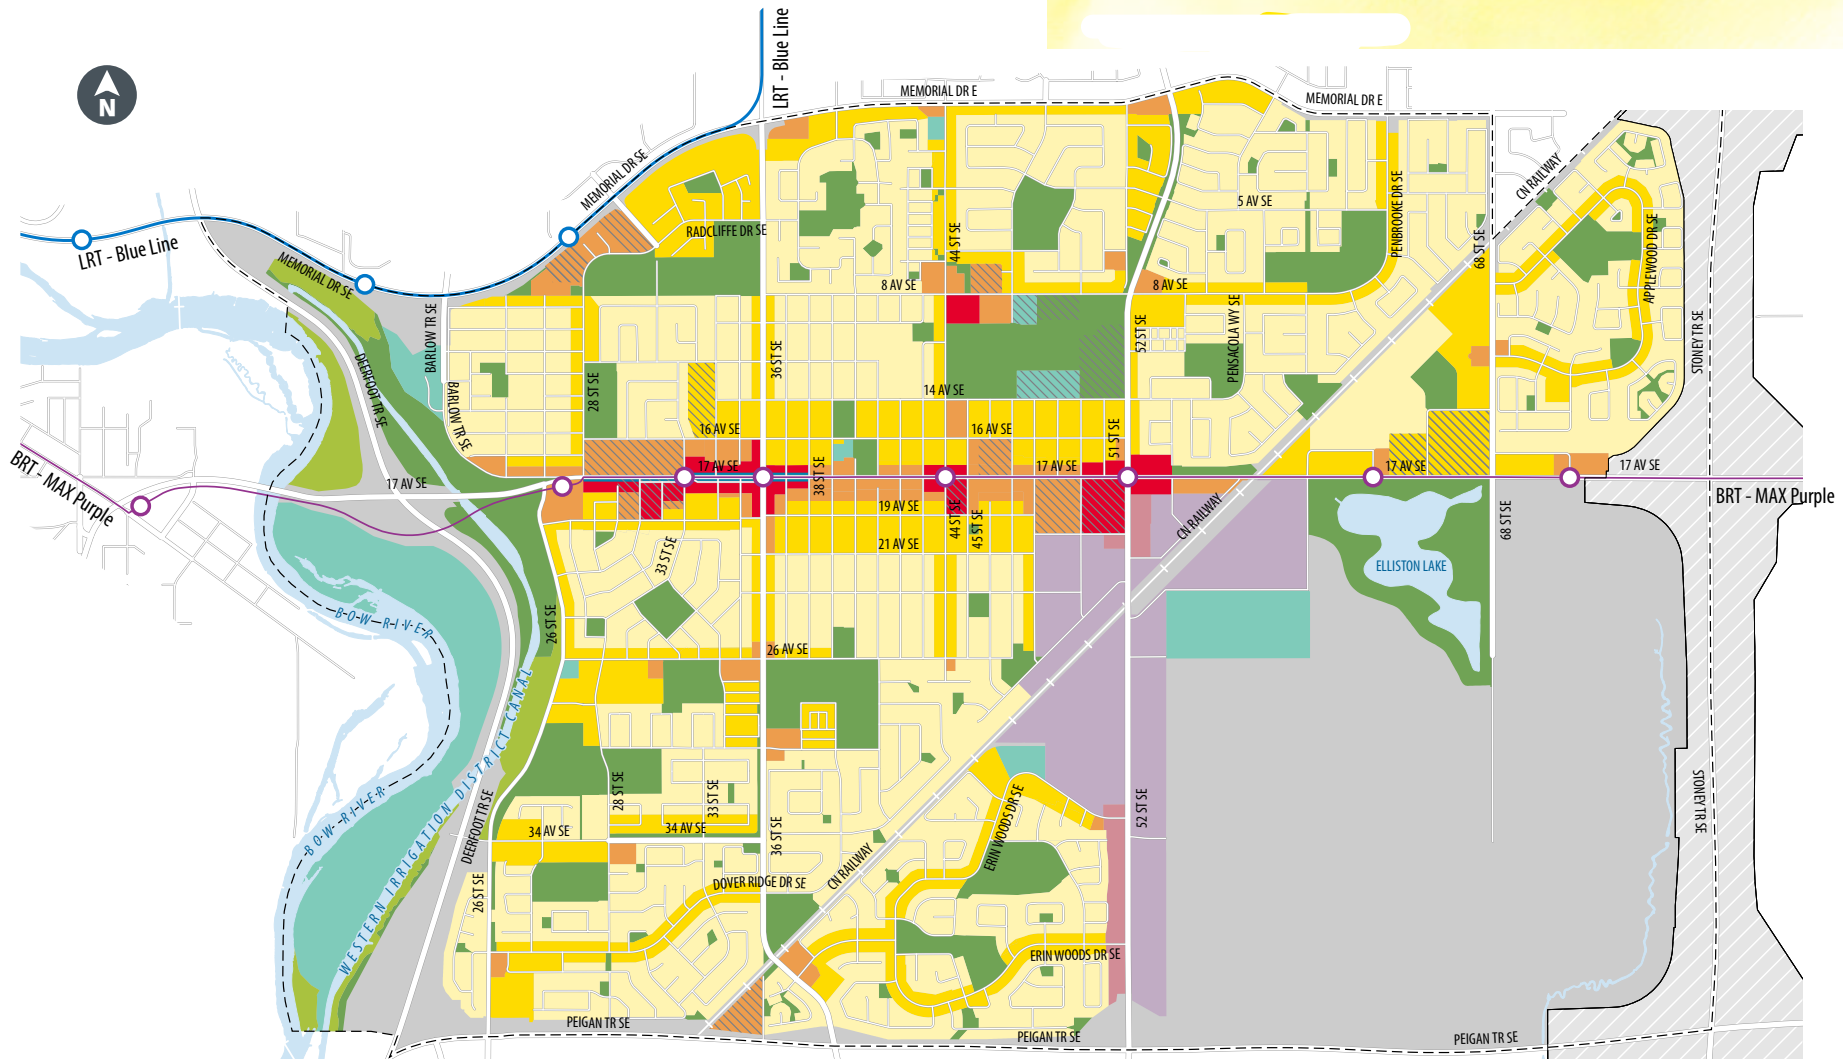 LRT - Blue Line
MEMORIAL DR E
MEMORIAL DR E
N
MEMORIAL DR SE
CN RAILWAY
5 AV SE
PENBROOKE DR SE
RADCLIFFE DR SE
44 ST SE
68 ST SE
APPLEWOOD DR SE
LRT - Blue Line
MEMORIAL DR SE
8 AV SE
8 AV SE
BARLOW TR SE
52 ST SE
PENSACOLA WY SE
STONEY TR SE
DEERFOOT TR SE
36 ST SE
28 ST SE
14 AV SE
BARLOW TR SE
16 AV SE
16 AV SE
51 ST SE
BRT - MAX Purple
17 AV SE
17 AV SE
38 ST SE
17 AV SE
17 AV SE
17 AV SE
BRT - MAX Purple
19 AV SE
44 ST SE
45 ST SE
CN RAILWAY
68 ST SE
21 AV SE
33 ST SE
ELLISTON LAKE
BOW RIVER
26 ST SE
26 AV SE
WESTERN IRRIGATION DISTRICT CANAL
BOW RIVER
28 ST SE
33 ST SE
34 AV SE
34 AV SE
36 ST SE
DEERFOOT TR SE
52 ST SE
STONEY TR SE
ERIN WOODS DR SE
CN RAILWAY
DOVER RIDGE DR SE
26 ST SE
ERIN WOODS DR SE
PEIGAN TR SE
PEIGAN TR SE
PEIGAN TR SE